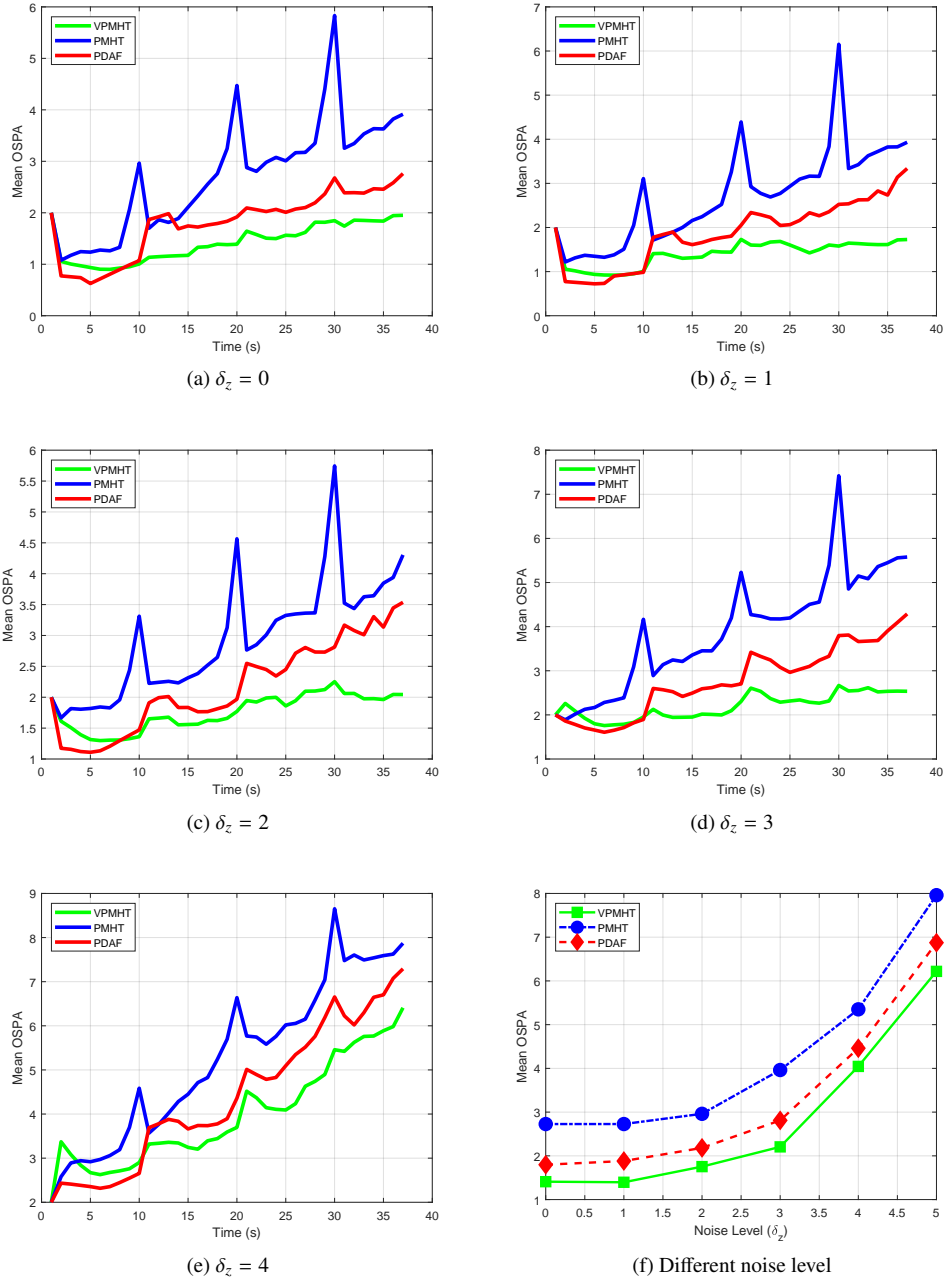 VPMHT
PMHT
PDAF
Mean OSPA
6
5
4
3
2
1
0
0 5 10 15 20 25 30 35 40
Time (s)
(a) δz = 0
VPMHT
PMHT
PDAF
Mean OSPA
7
6
5
4
3
2
1
0
0 5 10 15 20 25 30 35 40
Time (s)
(b) δz = 1
VPMHT
PMHT
PDAF
Mean OSPA
6
5.5
5
4.5
4
3.5
3
2.5
2
1.5
1
0 5 10 15 20 25 30 35 40
Time (s)
(c) δz = 2
VPMHT
PMHT
PDAF
Mean OSPA
8
7
6
5
4
3
2
1
0 5 10 15 20 25 30 35 40
Time (s)
(d) δz = 3
VPMHT
PMHT
PDAF
Mean OSPA
9
8
7
6
5
4
3
2
0 5 10 15 20 25 30 35 40
Time (s)
(e) δz = 4
VPMHT
PMHT
PDAF
Mean OSPA
8
7
6
5
4
3
2
1
0 0.5 1 1.5 2 2.5 3 3.5 4 4.5 5
Noise Level (δz)
(f) Different noise level